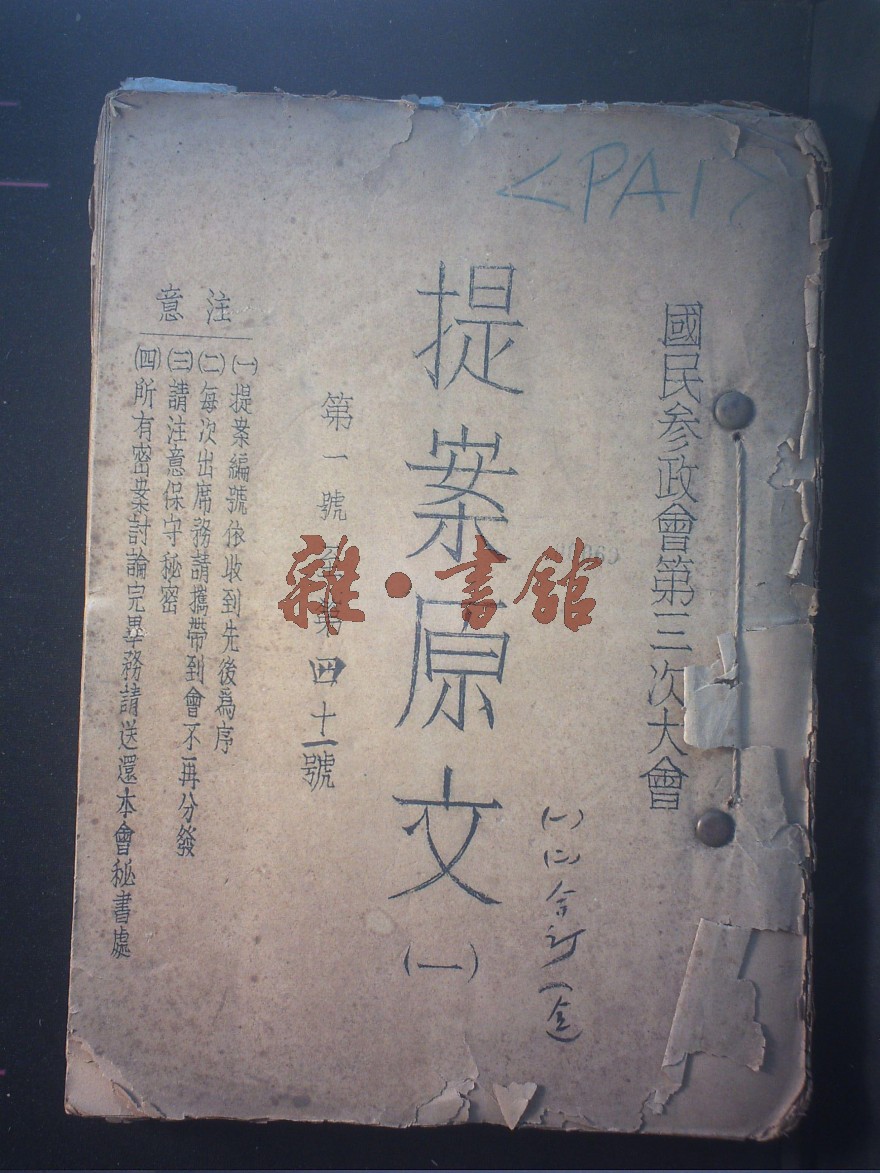 <PAI>
國民參政會第三次大會
提案原文
(一)
(一)(二)合訂(全)
第一號至第四十一號
注意
(一)提案編號依收到先後為序
(二)每次出席務請攜帶到會不再分發
(三)請注意保守秘密
(四)所有密案討論完畢務請送還本會秘書處
雜·書館